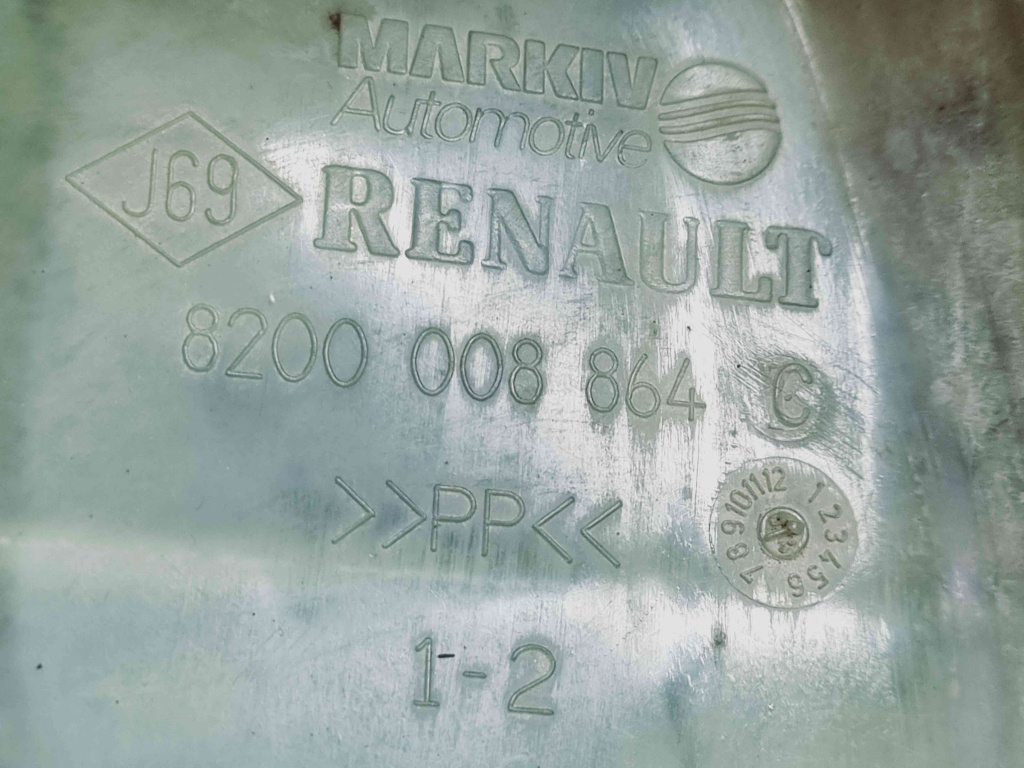 MARKIV
Automotive
J69
RENAULT
8200 008 864 C
>>PP<<
1 2 3 4 5 6 7 8 9 10 11 12
1-2